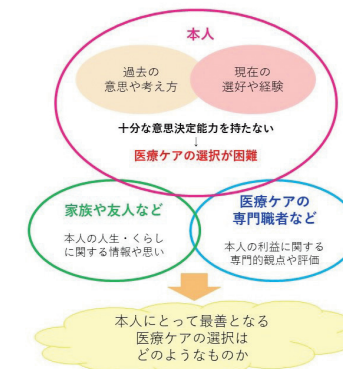 本人
過去の
意思や考え方
現在の
選好や経験
十分な意思決定能力を持たない
↓
医療ケアの選択が困難
家族や友人など
本人の人生・くらし
に関する情報や思い
医療ケアの
専門職者など
本人の利益に関する
専門的観点や評価
本人にとって最善となる
医療ケアの選択は
どのようなものか